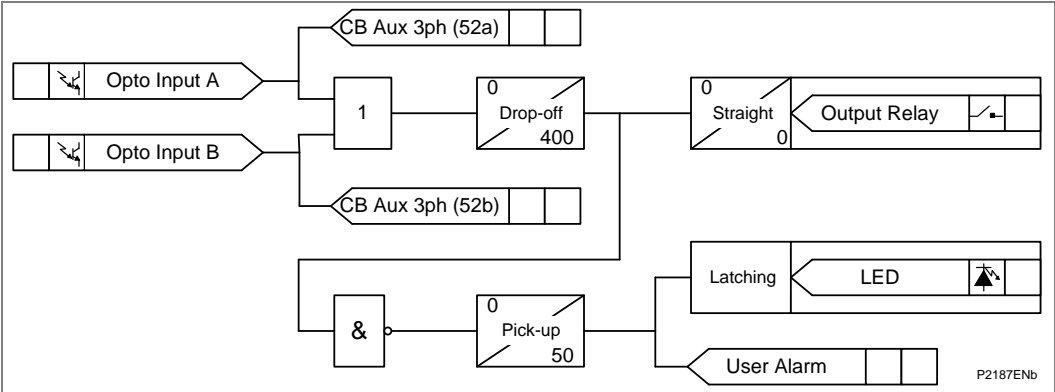 CB Aux 3ph (52a)
Opto Input A
1
0
Drop-off
400
0
Straight
0
Output Relay
Opto Input B
CB Aux 3ph (52b)
Latching
LED
&
0
Pick-up
50
User Alarm
P2187ENb